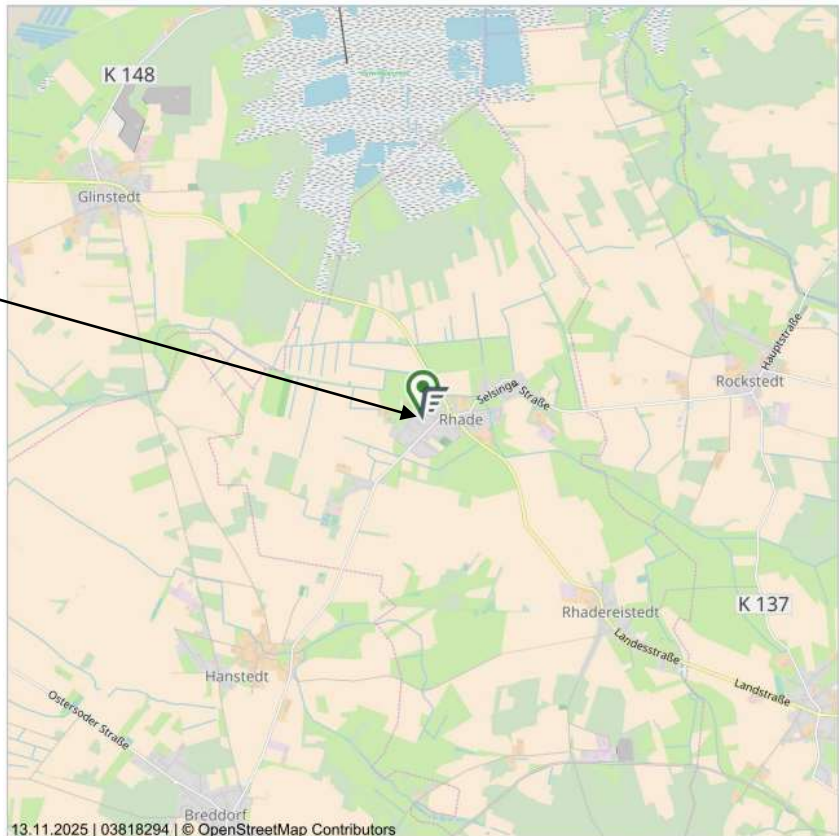 K 148
Glinstedt
Hauptstraße
Rockstedt
Selsinge Straße
Rhade
Rhadereistedt
K 137
Landesstraße
Landstraße
Hanstedt
Ostersoder Straße
Breddorf
13.11.2025 | 03818294 | © OpenStreetMap Contributors